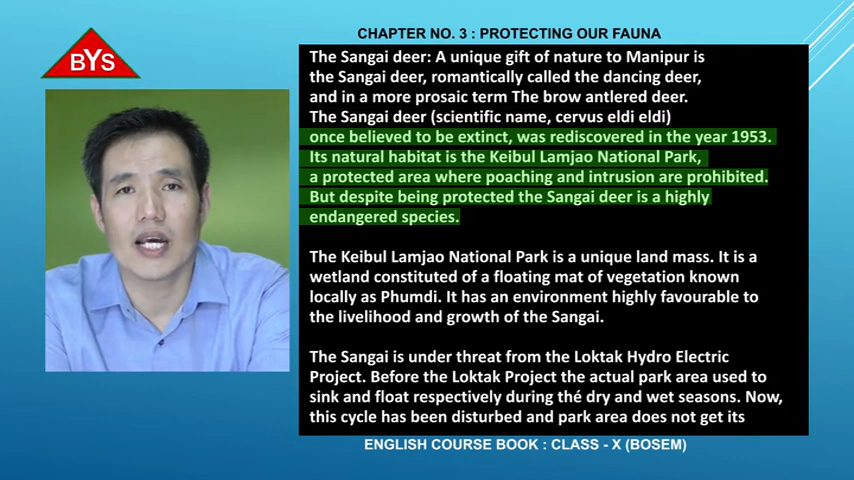 CHAPTER NO. 3 : PROTECTING OUR FAUNA
BYS
The Sangai deer: A unique gift of nature to Manipur is
the Sangai deer, romantically called the dancing deer,
and in a more prosaic term The brow antlered deer.
The Sangai deer (scientific name, cervus eldi eldi)
once believed to be extinct, was rediscovered in the year 1953.
Its natural habitat is the Keibul Lamjao National Park,
a protected area where poaching and intrusion are prohibited.
But despite being protected the Sangai deer is a highly
endangered species.
The Keibul Lamjao National Park is a unique land mass. It is a
wetland constituted of a floating mat of vegetation known
locally as Phumdi. It has an environment highly favourable to
the livelihood and growth of the Sangai.
The Sangai is under threat from the Loktak Hydro Electric
Project. Before the Loktak Project the actual park area used to
sink and float respectively during thé dry and wet seasons. Now,
this cycle has been disturbed and park area does not get its
ENGLISH COURSE BOOK : CLASS - X (BOSEM)